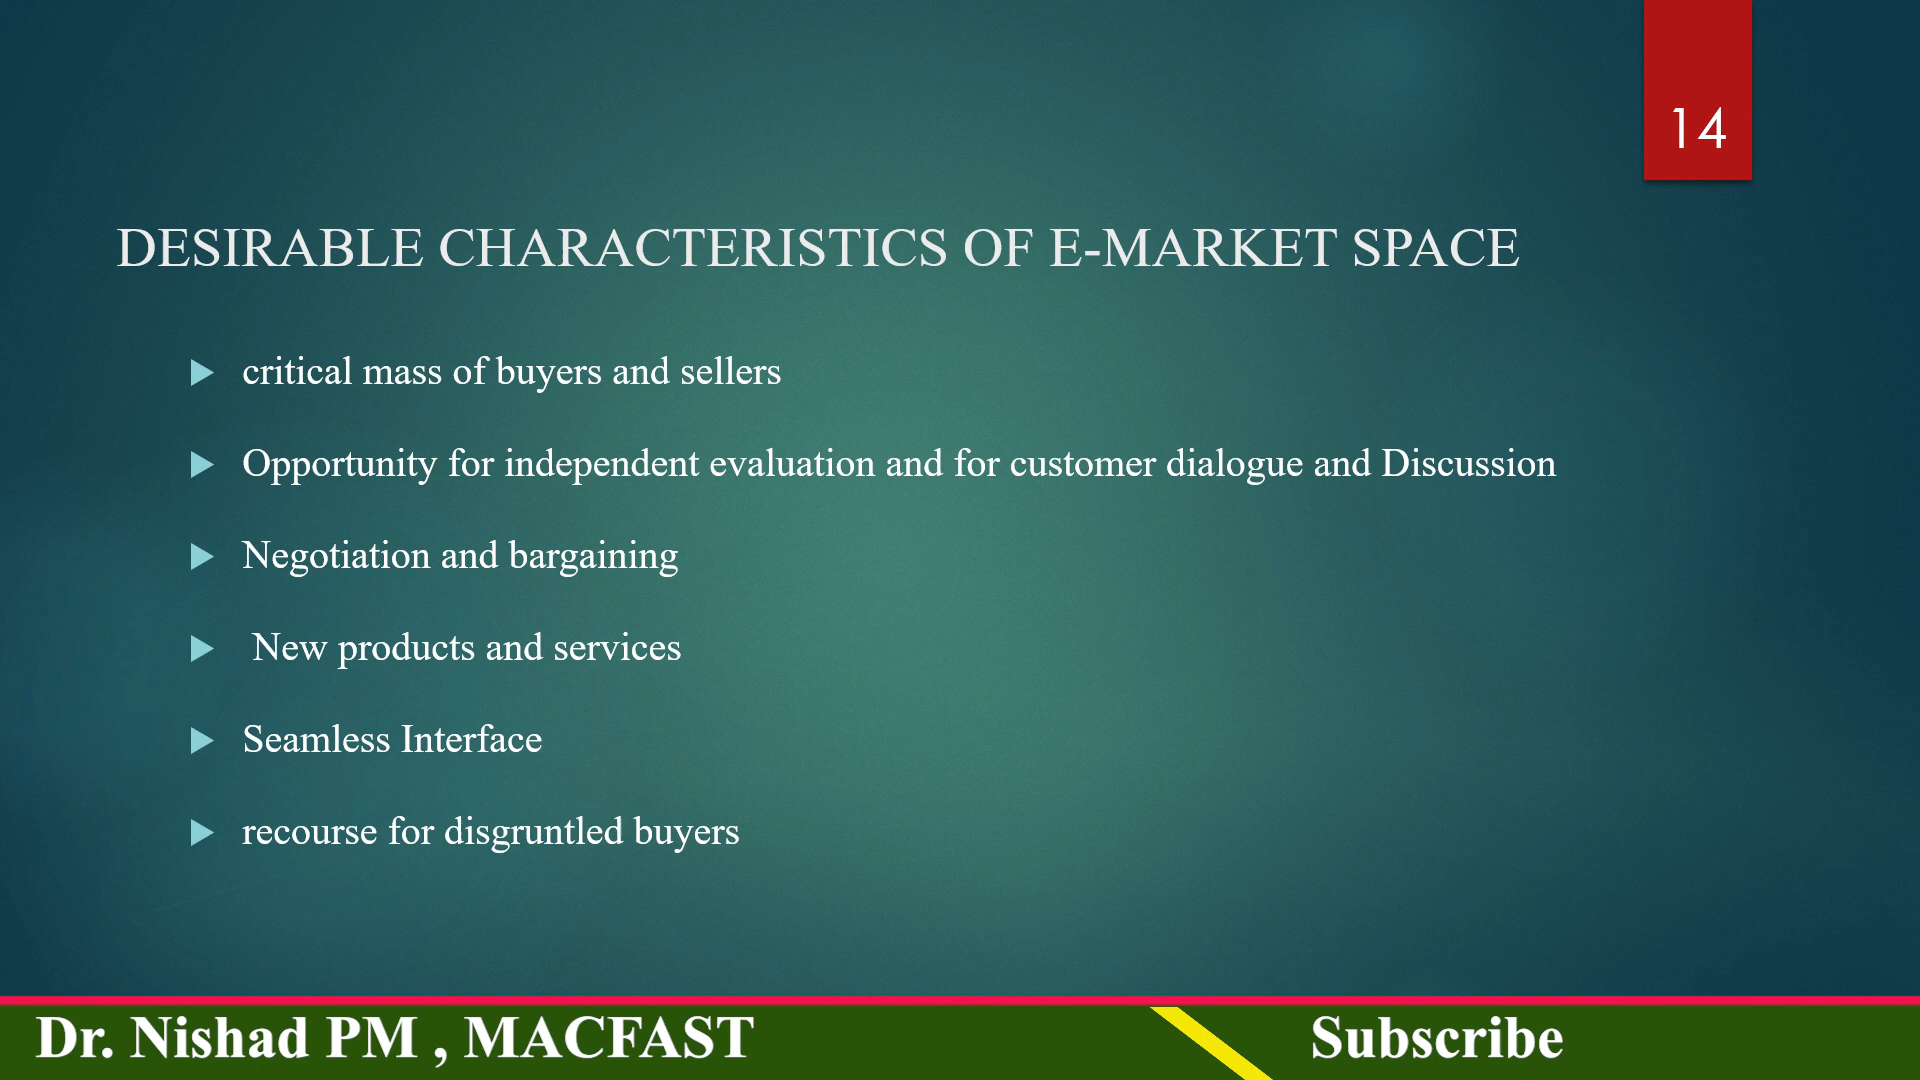 14
DESIRABLE CHARACTERISTICS OF E-MARKET SPACE
critical mass of buyers and sellers
Opportunity for independent evaluation and for customer dialogue and Discussion
Negotiation and bargaining
New products and services
Seamless Interface
recourse for disgruntled buyers
Dr. Nishad PM , MACFAST
Subscribe